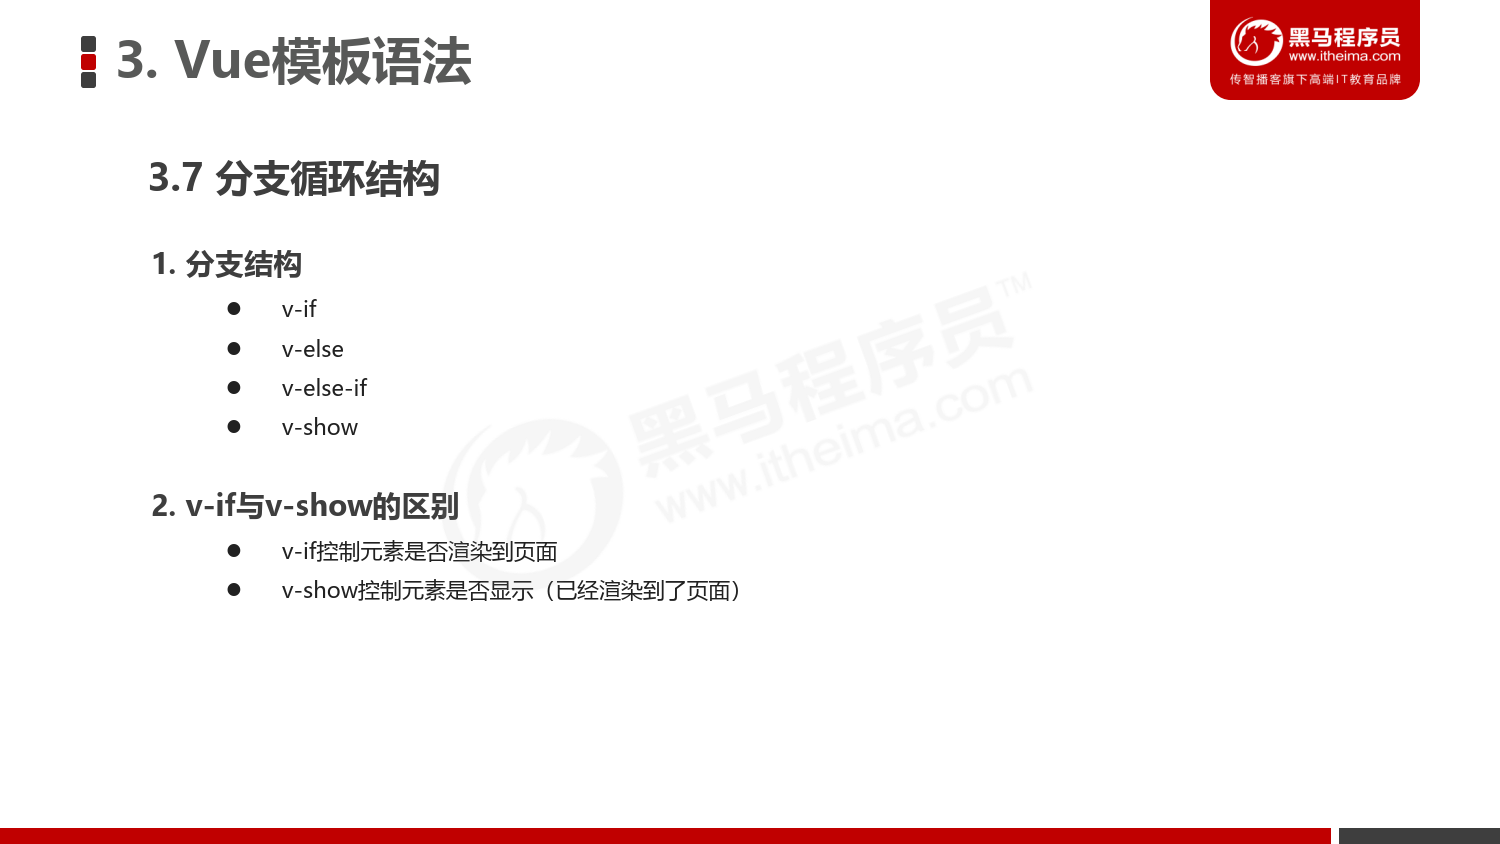 3. Vue模板语法
黑马程序员
www.itheima.com
传智播客旗下高端IT教育品牌
3.7 分支循环结构
1. 分支结构
● v-if
● v-else
● v-else-if
● v-show
2. v-if与v-show的区别
● v-if控制元素是否渲染到页面
● v-show控制元素是否显示（已经渲染到了页面）
黑马程序员™
www.itheima.com